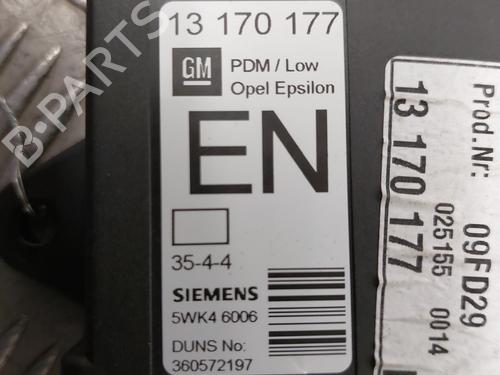 13 170 177
GM
PDM / Low
Opel Epsilon
EN
35-4-4
SIEMENS
5WK4 6006
DUNS No:
360572197
Prod.Nr:
13 170 177
09FD29
025155 0014
B-PARTS